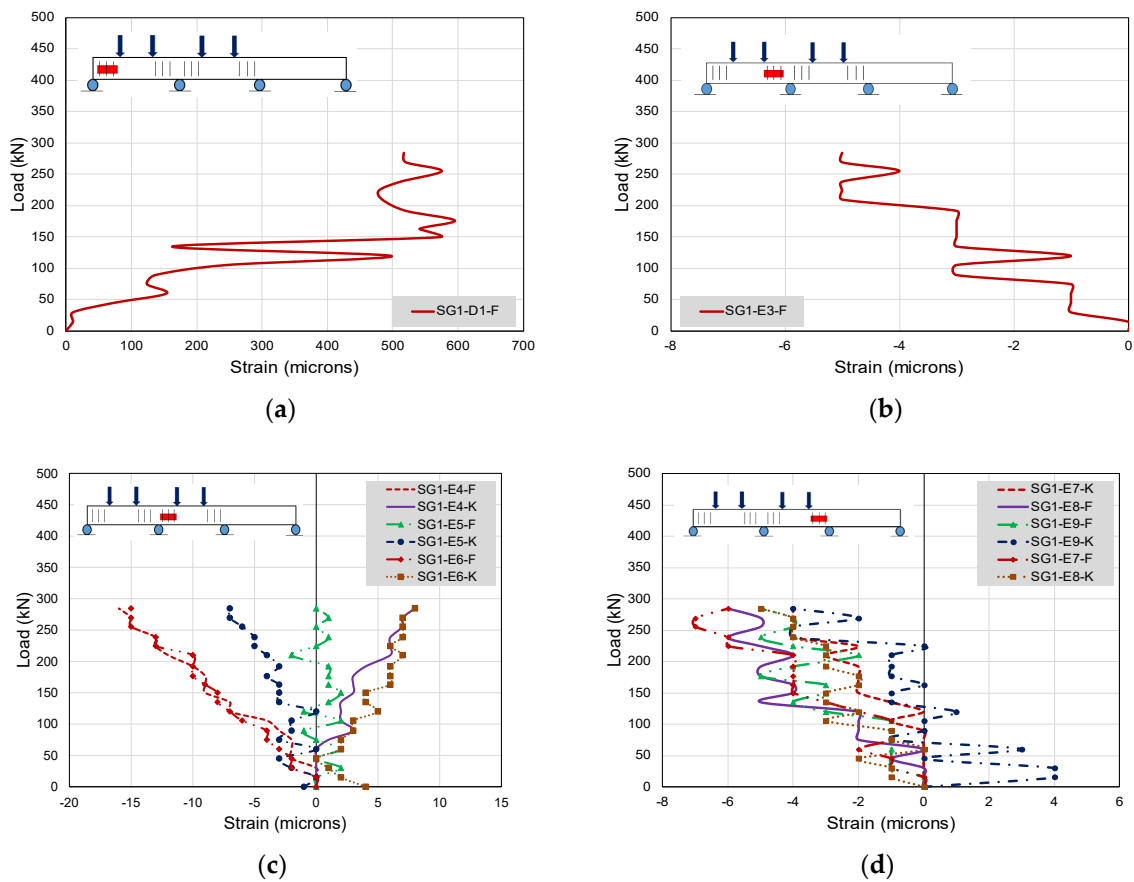 500
450
400
350
300
250
200
150
100
50
0
Load (kN)
SG1-D1-F
0 100 200 300 400 500 600 700
Strain (microns)
(a)
500
450
400
350
300
250
200
150
100
50
0
Load (kN)
SG1-E3-F
-8 -6 -4 -2 0
Strain (microns)
(b)
500
450
400
350
300
250
200
150
100
50
0
Load (kN)
SG1-E4-F
SG1-E4-K
SG1-E5-F
SG1-E5-K
SG1-E6-F
SG1-E6-K
-20 -15 -10 -5 0 5 10 15
Strain (microns)
(c)
500
450
400
350
300
250
200
150
100
50
0
Load (kN)
SG1-E7-K
SG1-E8-F
SG1-E9-F
SG1-E9-K
SG1-E7-F
SG1-E8-K
-8 -6 -4 -2 0 2 4 6
Strain (microns)
(d)